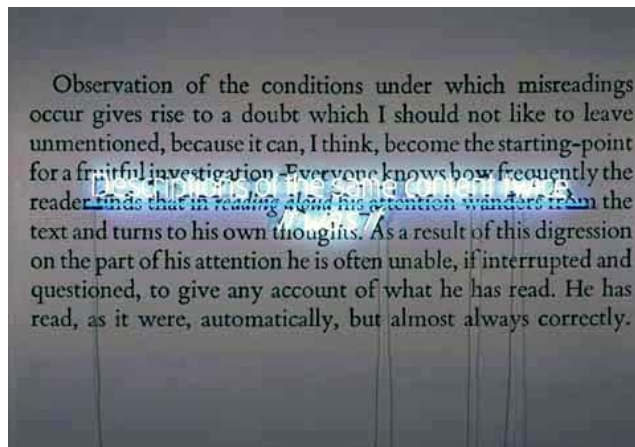 Observation of the conditions under which misreadings
occur gives rise to a doubt which I should not like to leave
unmentioned, because it can, I think, become the starting-point
for a fruitful investigation. Everyone knows how frequently the
Descriptions of the same content twice.
reader finds that in reading aloud his attention wanders from the
It was
text and turns to his own thoughts. As a result of this digression
on the part of his attention he is often unable, if interrupted and
questioned, to give any account of what he has read. He has
read, as it were, automatically, but almost always correctly.